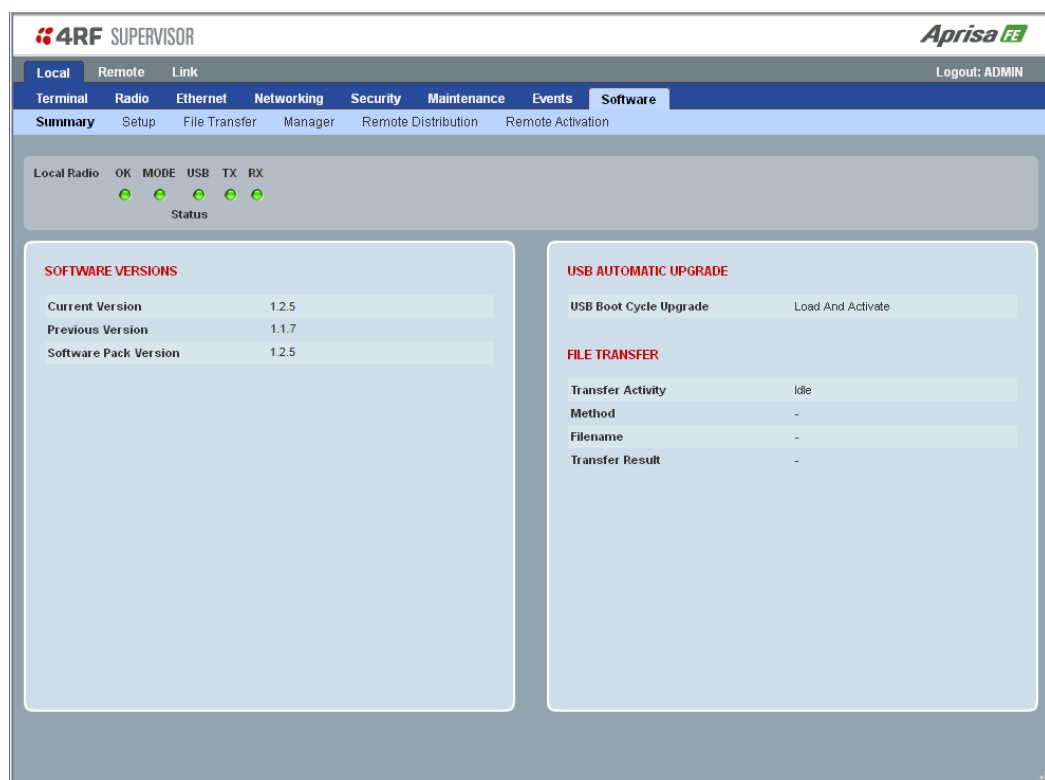 4RF SUPERVISOR
Aprisa FE
Local Remote Link Logout: ADMIN
Terminal Radio Ethernet Networking Security Maintenance Events Software
Summary Setup File Transfer Manager Remote Distribution Remote Activation
Local Radio OK MODE USB TX RX
Status
SOFTWARE VERSIONS
Current Version 1.2.5
Previous Version 1.1.7
Software Pack Version 1.2.5
USB AUTOMATIC UPGRADE
USB Boot Cycle Upgrade Load And Activate
FILE TRANSFER
Transfer Activity Idle
Method -
Filename -
Transfer Result -